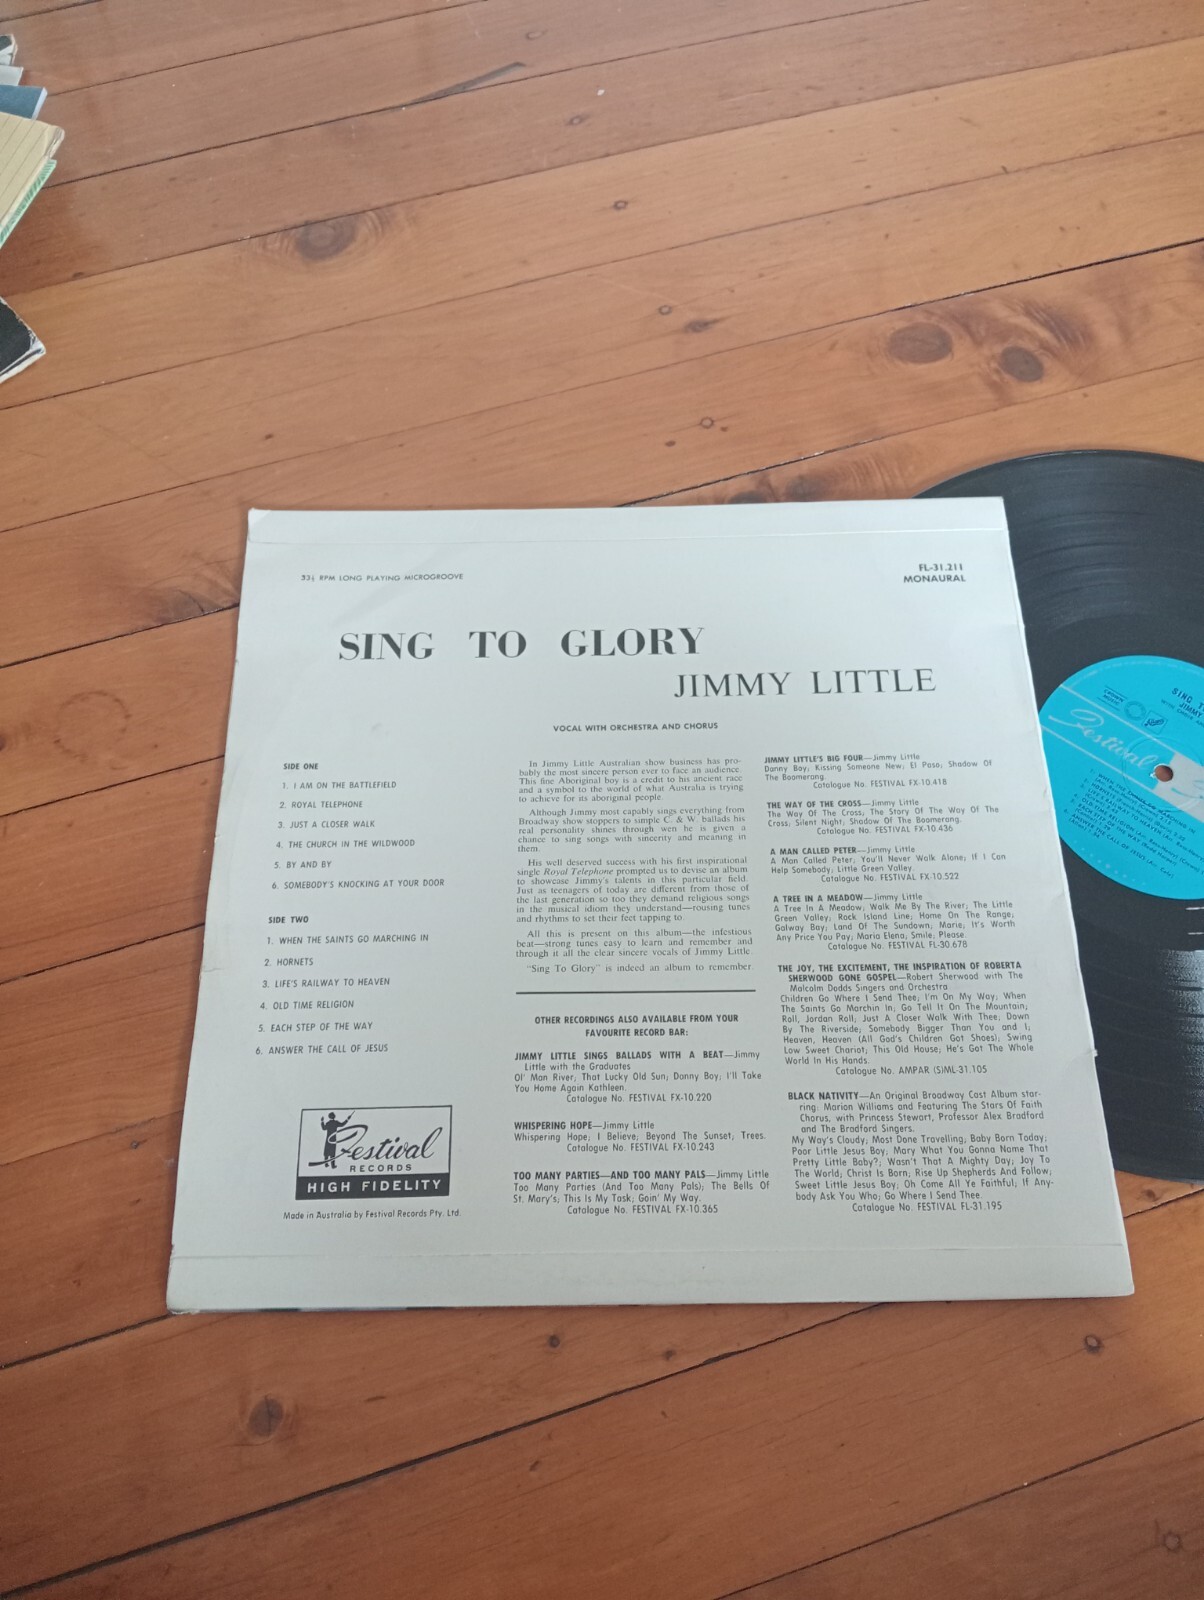 33⅓ RPM LONG PLAYING MICROGROOVE
FL-31.211
MONAURAL
SING TO GLORY
JIMMY LITTLE
VOCAL WITH ORCHESTRA AND CHORUS
SIDE ONE
1. I AM ON THE BATTLEFIELD
2. ROYAL TELEPHONE
3. JUST A CLOSER WALK
4. THE CHURCH IN THE WILDWOOD
5. BY AND BY
6. SOMEBODY'S KNOCKING AT YOUR DOOR
SIDE TWO
1. WHEN THE SAINTS GO MARCHING IN
2. HORNETS
3. LIFE'S RAILWAY TO HEAVEN
4. OLD TIME RELIGION
5. EACH STEP OF THE WAY
6. ANSWER THE CALL OF JESUS
Festival
RECORDS
HIGH FIDELITY
Made in Australia by Festival Records Pty. Ltd.
In Jimmy Little Australian show business has pro-
bably the most sincere person ever to face an audience.
This fine Aboriginal boy is a credit to his ancient race
and a symbol to the world of what Australia is trying
to achieve for its aboriginal people.
Although Jimmy most capably sings everything from
Broadway show stoppers to simple C. & W. ballads his
real personality shines through wen he is given a
chance to sing songs with sincerity and meaning in
them.
His well deserved success with his first inspirational
single Royal Telephone prompted us to devise an album
to showcase Jimmy's talents in this particular field.
Just as teenagers of today are different from those of
the last generation so too they demand religious songs
in the musical idiom they understand—rousing tunes
and rhythms to set their feet tapping to.
All this is present on this album—the infestious
beat—strong tunes easy to learn and remember and
through it all the clear sincere vocals of Jimmy Little.
"Sing To Glory" is indeed an album to remember.
OTHER RECORDINGS ALSO AVAILABLE FROM YOUR
FAVOURITE RECORD BAR:
JIMMY LITTLE SINGS BALLADS WITH A BEAT—Jimmy
Little with the Graduates
Ol' Man River; That Lucky Old Sun; Danny Boy; I'll Take
You Home Again Kathleen.
Catalogue No. FESTIVAL FX-10.220
WHISPERING HOPE—Jimmy Little
Whispering Hope; I Believe; Beyond The Sunset; Trees.
Catalogue No. FESTIVAL FX-10.243
TOO MANY PARTIES—AND TOO MANY PALS—Jimmy Little
Too Many Parties (And Too Many Pals); The Bells Of
St. Mary's; This Is My Task; Goin' My Way.
Catalogue No. FESTIVAL FX-10.365
JIMMY LITTLE'S BIG FOUR—Jimmy Little
Danny Boy; Kissing Someone New; El Paso; Shadow Of
The Boomerang.
Catalogue No. FESTIVAL FX-10.418
THE WAY OF THE CROSS—Jimmy Little
The Way Of The Cross; The Story Of The Way Of The
Cross; Silent Night; Shadow Of The Boomerang.
Catalogue No. FESTIVAL FX-10.436
A MAN CALLED PETER—Jimmy Little
A Man Called Peter; You'll Never Walk Alone; If I Can
Help Somebody; Little Green Valley.
Catalogue No. FESTIVAL FX-10.522
A TREE IN A MEADOW—Jimmy Little
A Tree In A Meadow; Walk Me By The River; The Little
Green Valley; Rock Island Line; Home On The Range;
Galway Bay; Land Of The Sundown, Marie; It's Worth
Any Price You Pay; Maria Elena; Smile; Please.
Catalogue No. FESTIVAL FL-30.678
THE JOY, THE EXCITEMENT, THE INSPIRATION OF ROBERTA
SHERWOOD GONE GOSPEL—Robert Sherwood with The
Malcolm Dodds Singers and Orchestra
Children Go Where I Send Thee; I'm On My Way; When
The Saints Go Marchin In; Go Tell It On The Mountain;
Roll, Jordan Roll; Just A Closer Walk With Thee; Down
By The Riverside; Somebody Bigger Than You and I;
Heaven, Heaven (All God's Children Got Shoes); Swing
Low Sweet Chariot; This Old House; He's Got The Whole
World In His Hands.
Catalogue No. AMPAR (S)ML-31.105
BLACK NATIVITY—An Original Broadway Cast Album star-
ring: Marion Williams and Featuring The Stars Of Faith
Chorus, with Princess Stewart, Professor Alex Bradford
and The Bradford Singers.
My Way's Cloudy; Most Done Travelling; Baby Born Today;
Poor Little Jesus Boy; Mary What You Gonna Name That
Pretty Little Baby?; Wasn't That A Mighty Day; Joy To
The World; Christ Is Born; Rise Up Shepherds And Follow;
Sweet Little Jesus Boy; Oh Come All Ye Faithful; If Any-
body Ask You Who; Go Where I Send Thee.
Catalogue No. FESTIVAL FL-31.195
SING T
JIMMY
Festival